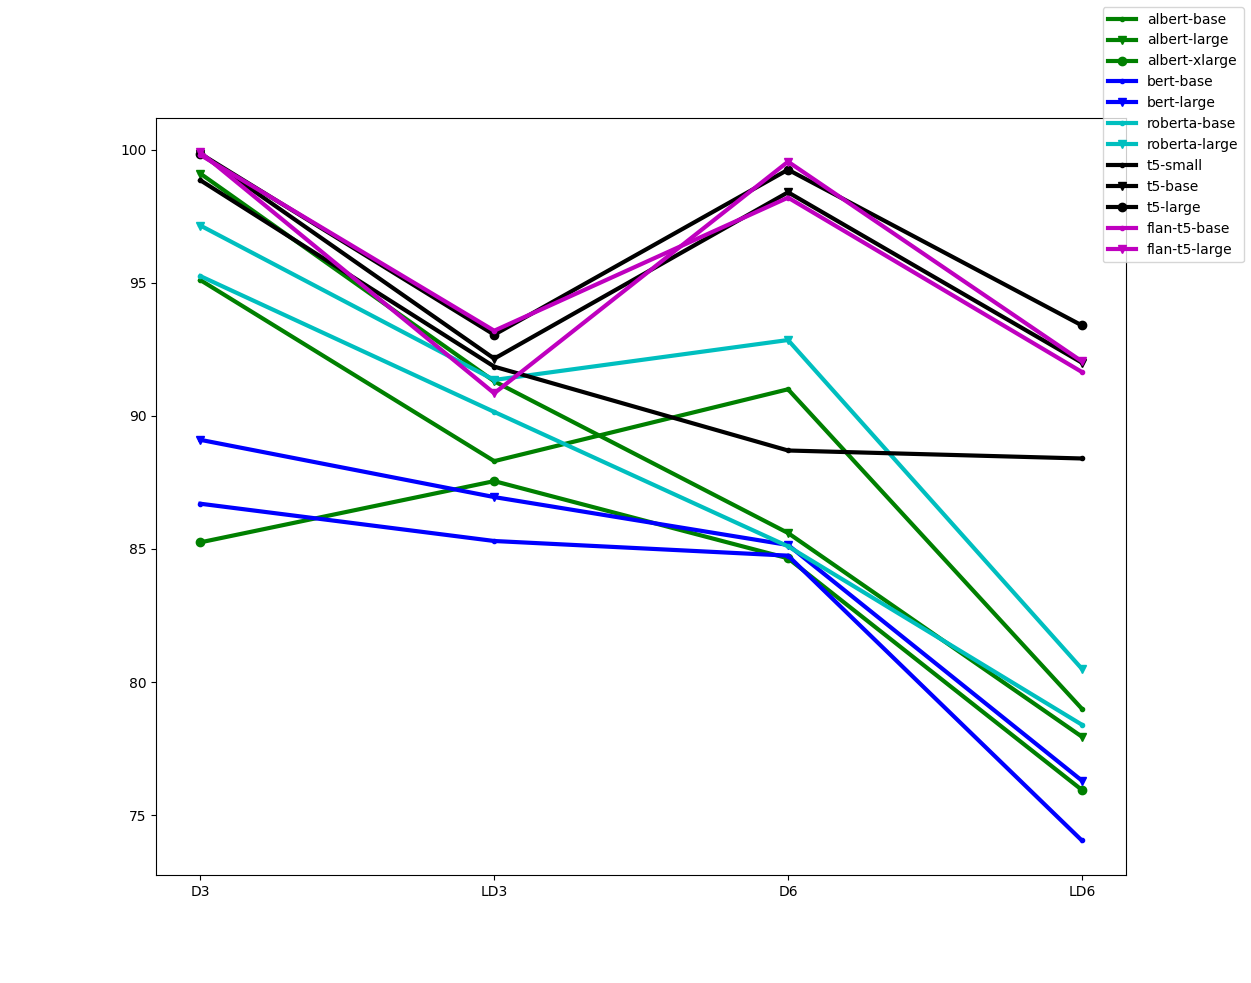 albert-base
albert-large
albert-xlarge
bert-base
bert-large
roberta-base
roberta-large
t5-small
t5-base
t5-large
flan-t5-base
flan-t5-large
100
95
90
85
80
75
D3 LD3 D6 LD6